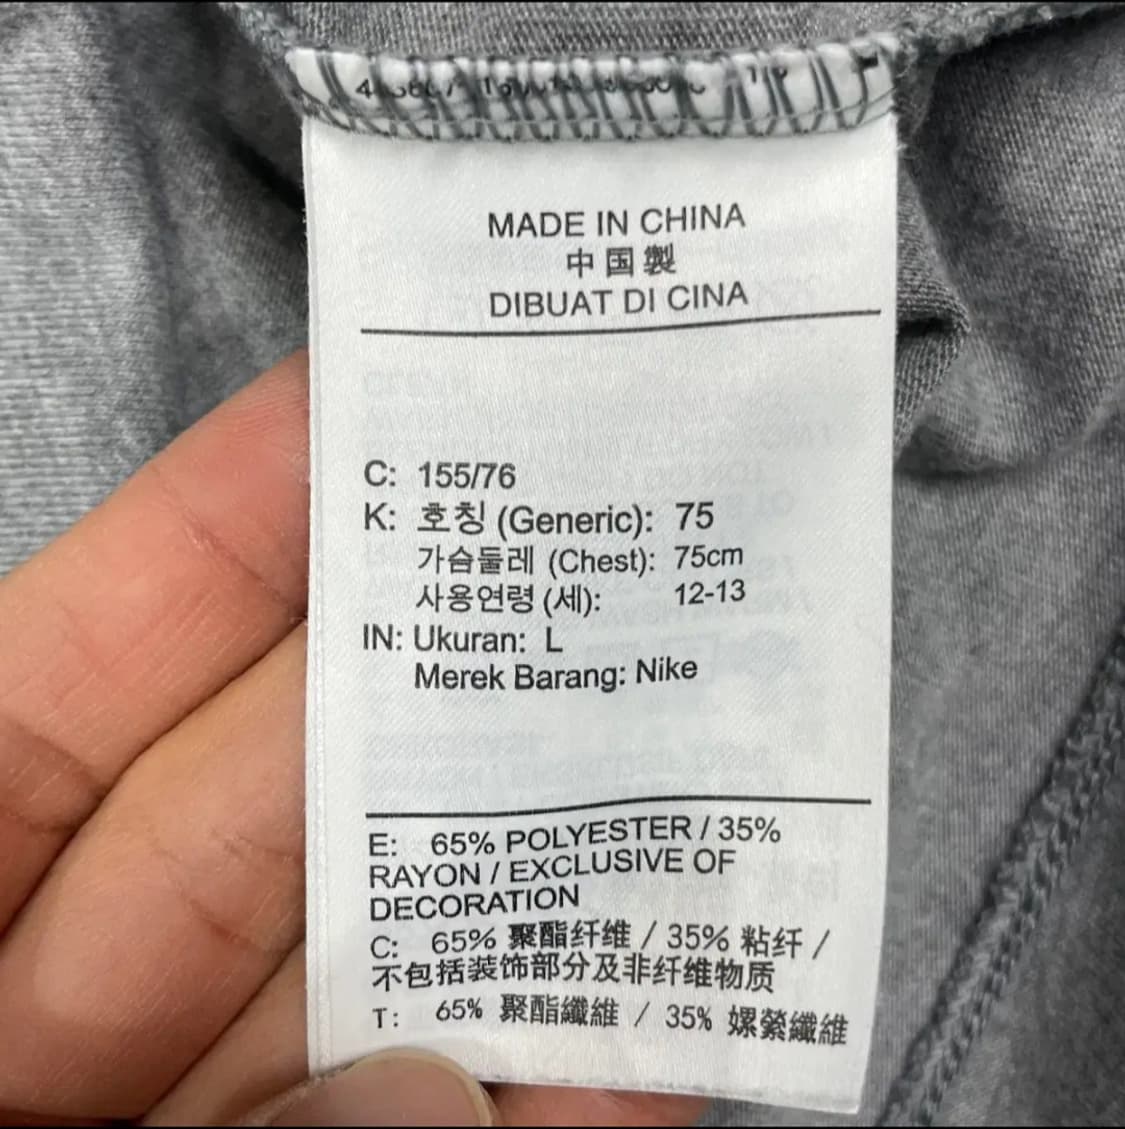 MADE IN CHINA
中国製
DIBUAT DI CINA
C: 155/76
K: 호칭 (Generic): 75
가슴둘레 (Chest): 75cm
사용연령 (세): 12-13
IN: Ukuran: L
Merek Barang: Nike
E: 65% POLYESTER / 35%
RAYON / EXCLUSIVE OF
DECORATION
C: 65% 聚酯纤维 / 35% 粘纤 /
不包括装饰部分及非纤维物质
T: 65% 聚酯纖維 / 35% 嫘縈纖維